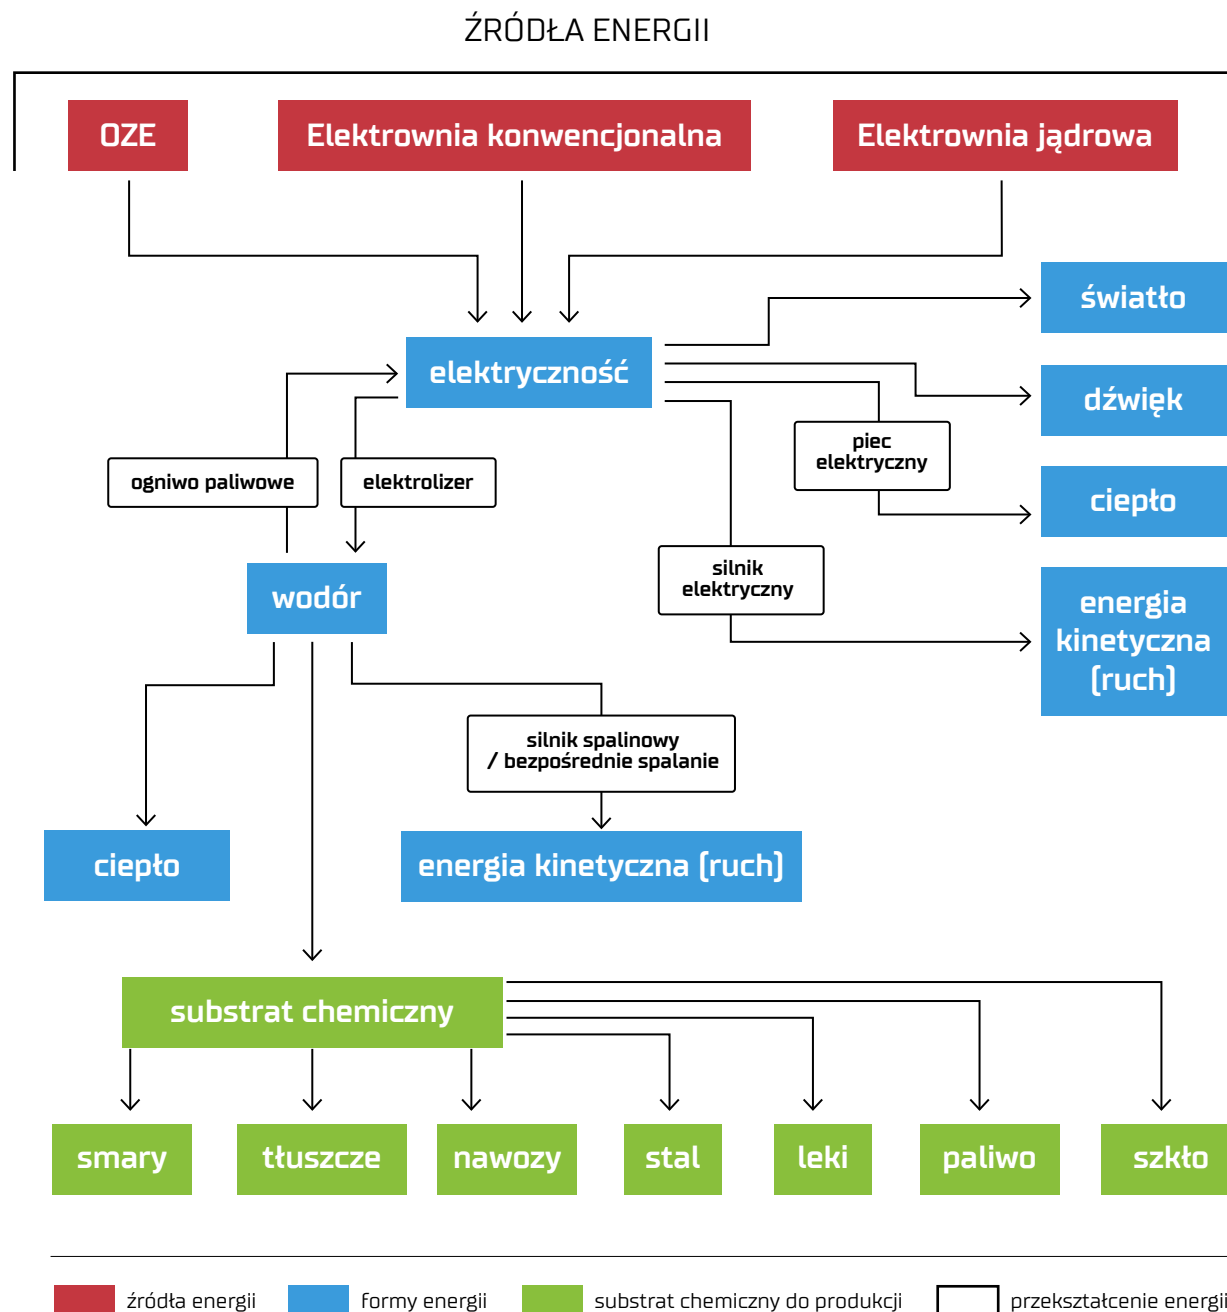 ŹRÓDŁA ENERGII
OZE
Elektrownia konwencjonalna
Elektrownia jądrowa
światło
elektryczność
dźwięk
piec
elektryczny
ogniwo paliwowe
elektrolizer
ciepło
silnik
elektryczny
wodór
energia
kinetyczna
(ruch)
silnik spalinowy
/ bezpośrednie spalanie
ciepło
energia kinetyczna (ruch)
substrat chemiczny
smary
tłuszcze
nawozy
stal
leki
paliwo
szkło
źródła energii
formy energii
substrat chemiczny do produkcji
przekształcenie energii